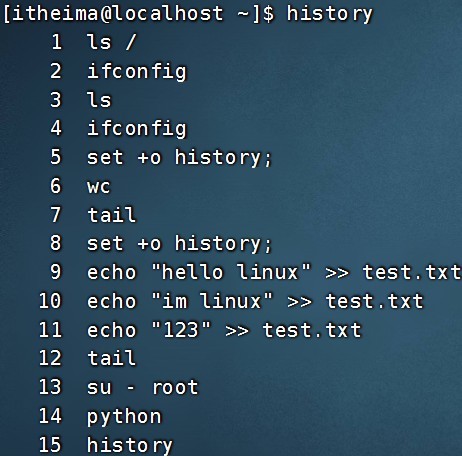 [itheima@localhost ~]$ history
1 ls /
2 ifconfig
3 ls
4 ifconfig
5 set +o history;
6 wc
7 tail
8 set +o history;
9 echo "hello linux" >> test.txt
10 echo "im linux" >> test.txt
11 echo "123" >> test.txt
12 tail
13 su - root
14 python
15 history